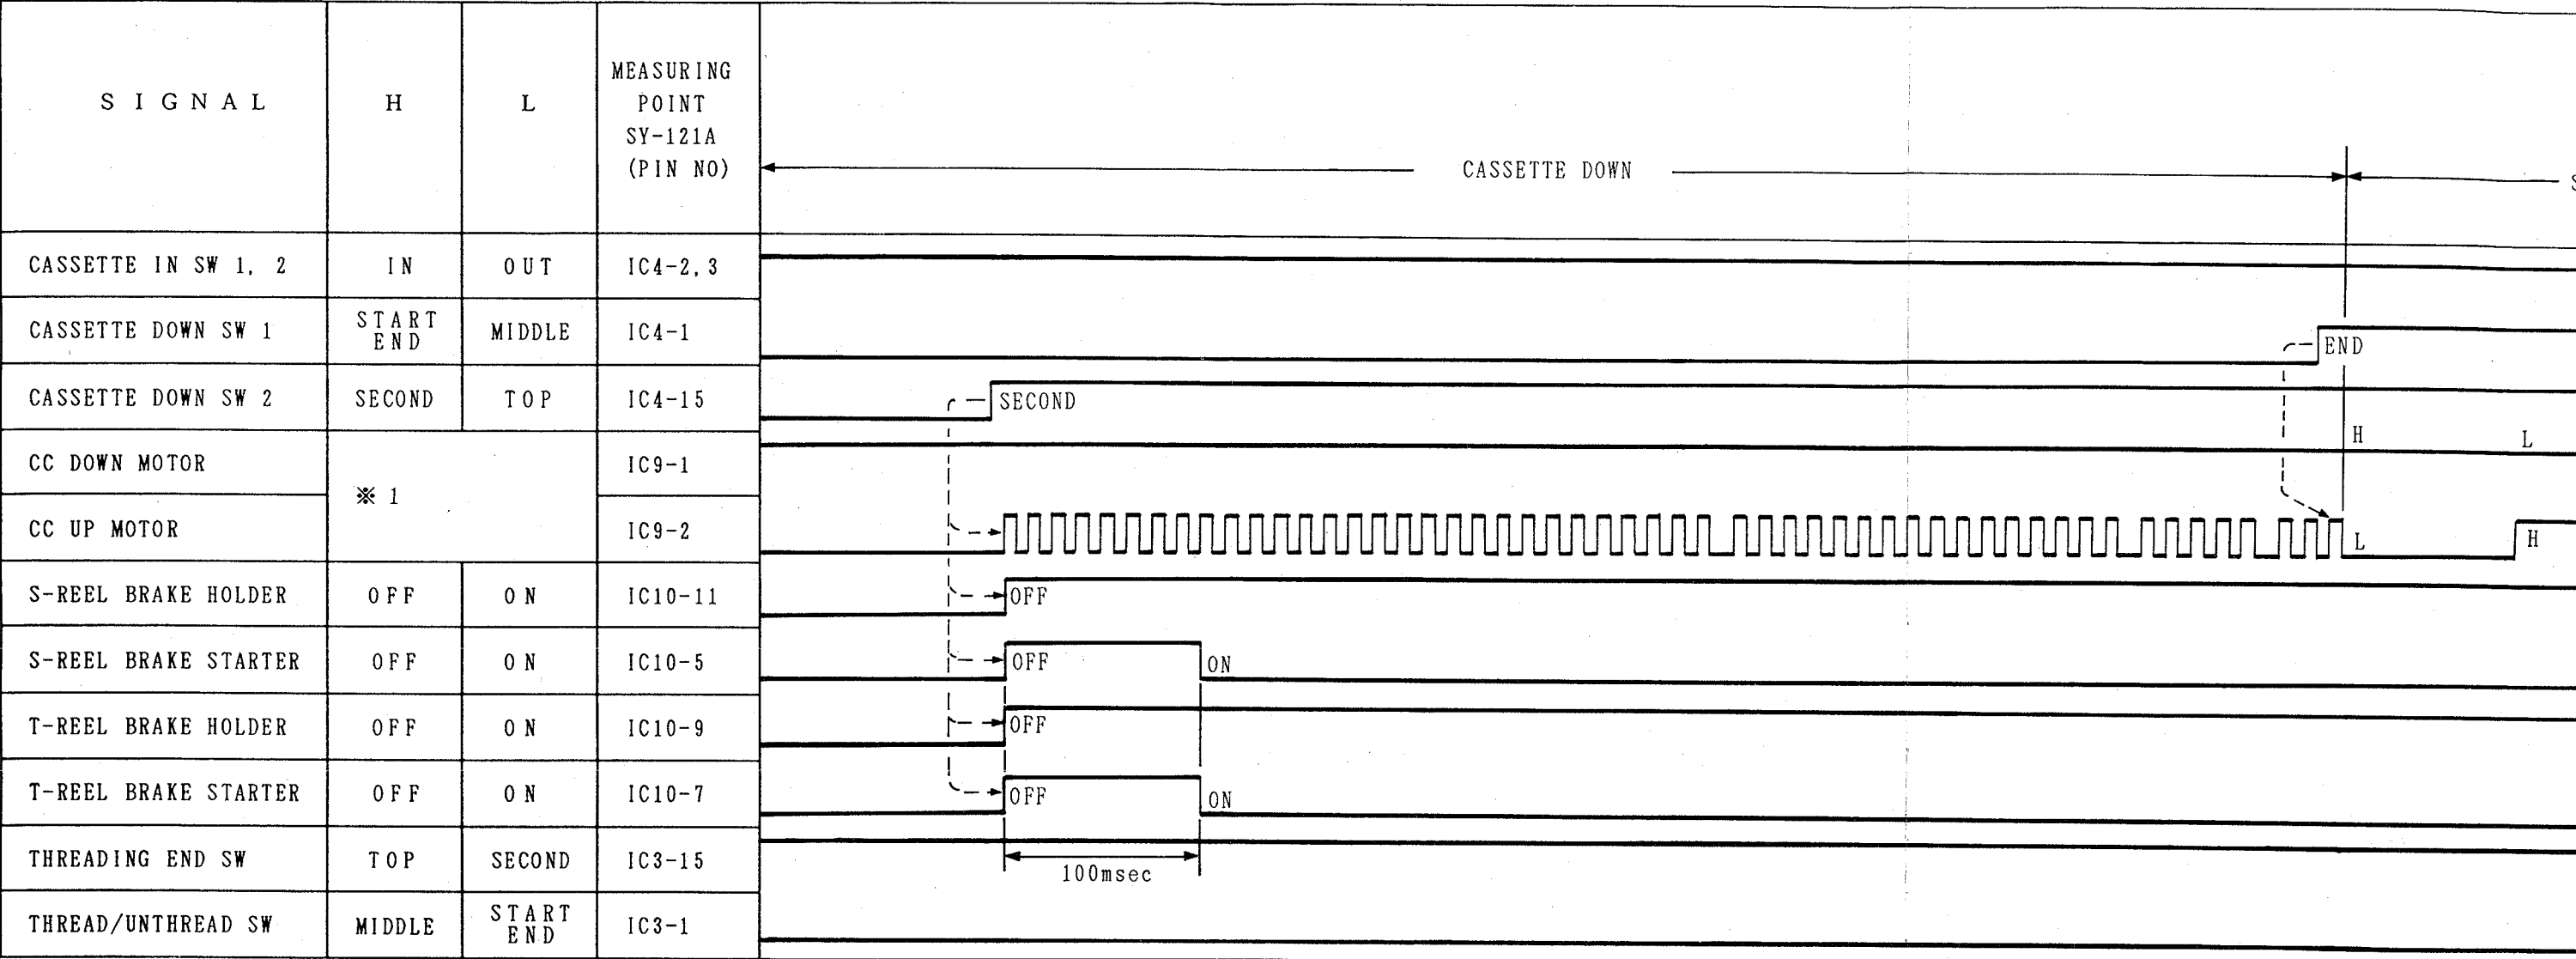 SIGNAL
H
L
MEASURING
POINT
SY-121A
(PIN NO)
CASSETTE DOWN
S
CASSETTE IN SW 1, 2
IN
OUT
IC4-2,3
CASSETTE DOWN SW 1
START
END
MIDDLE
IC4-1
END
CASSETTE DOWN SW 2
SECOND
TOP
IC4-15
SECOND
CC DOWN MOTOR
※1
IC9-1
H
L
CC UP MOTOR
IC9-2
L
H
S-REEL BRAKE HOLDER
OFF
ON
IC10-11
OFF
S-REEL BRAKE STARTER
OFF
ON
IC10-5
OFF
ON
T-REEL BRAKE HOLDER
OFF
ON
IC10-9
OFF
T-REEL BRAKE STARTER
OFF
ON
IC10-7
OFF
ON
THREADING END SW
TOP
SECOND
IC3-15
100msec
THREAD/UNTHREAD SW
MIDDLE
START
END
IC3-1